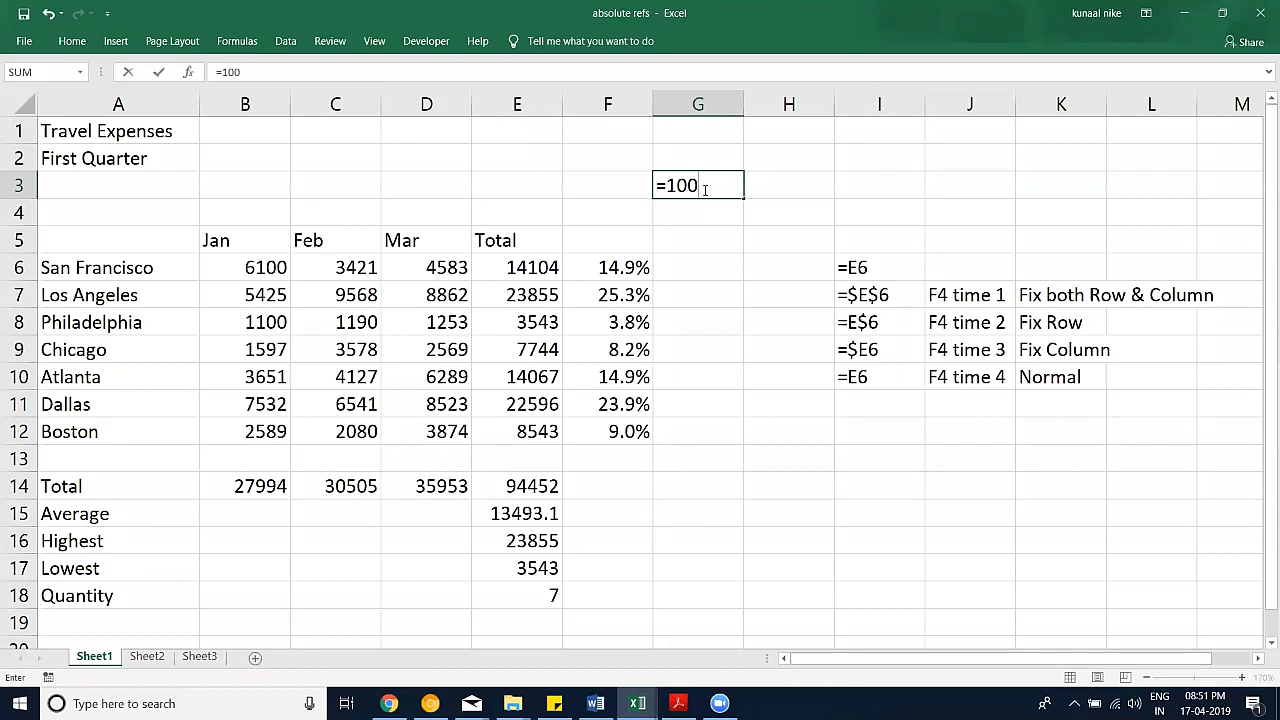 absolute refs - Excel
kunaal nike
File Home Insert Page Layout Formulas Data Review View Developer Help Tell me what you want to do Share
SUM fx =100
A B C D E F G H I J K L M
1 Travel Expenses
2 First Quarter
3 =100
4
5 Jan Feb Mar Total
6 San Francisco 6100 3421 4583 14104 14.9% =E6
7 Los Angeles 5425 9568 8862 23855 25.3% =$E$6 F4 time 1 Fix both Row & Column
8 Philadelphia 1100 1190 1253 3543 3.8% =E$6 F4 time 2 Fix Row
9 Chicago 1597 3578 2569 7744 8.2% =$E6 F4 time 3 Fix Column
10 Atlanta 3651 4127 6289 14067 14.9% =E6 F4 time 4 Normal
11 Dallas 7532 6541 8523 22596 23.9%
12 Boston 2589 2080 3874 8543 9.0%
13
14 Total 27994 30505 35953 94452
15 Average 13493.1
16 Highest 23855
17 Lowest 3543
18 Quantity 7
19
Sheet1 Sheet2 Sheet3
Enter 170%
Type here to search ENG 08:51 PM
IN 17-04-2019